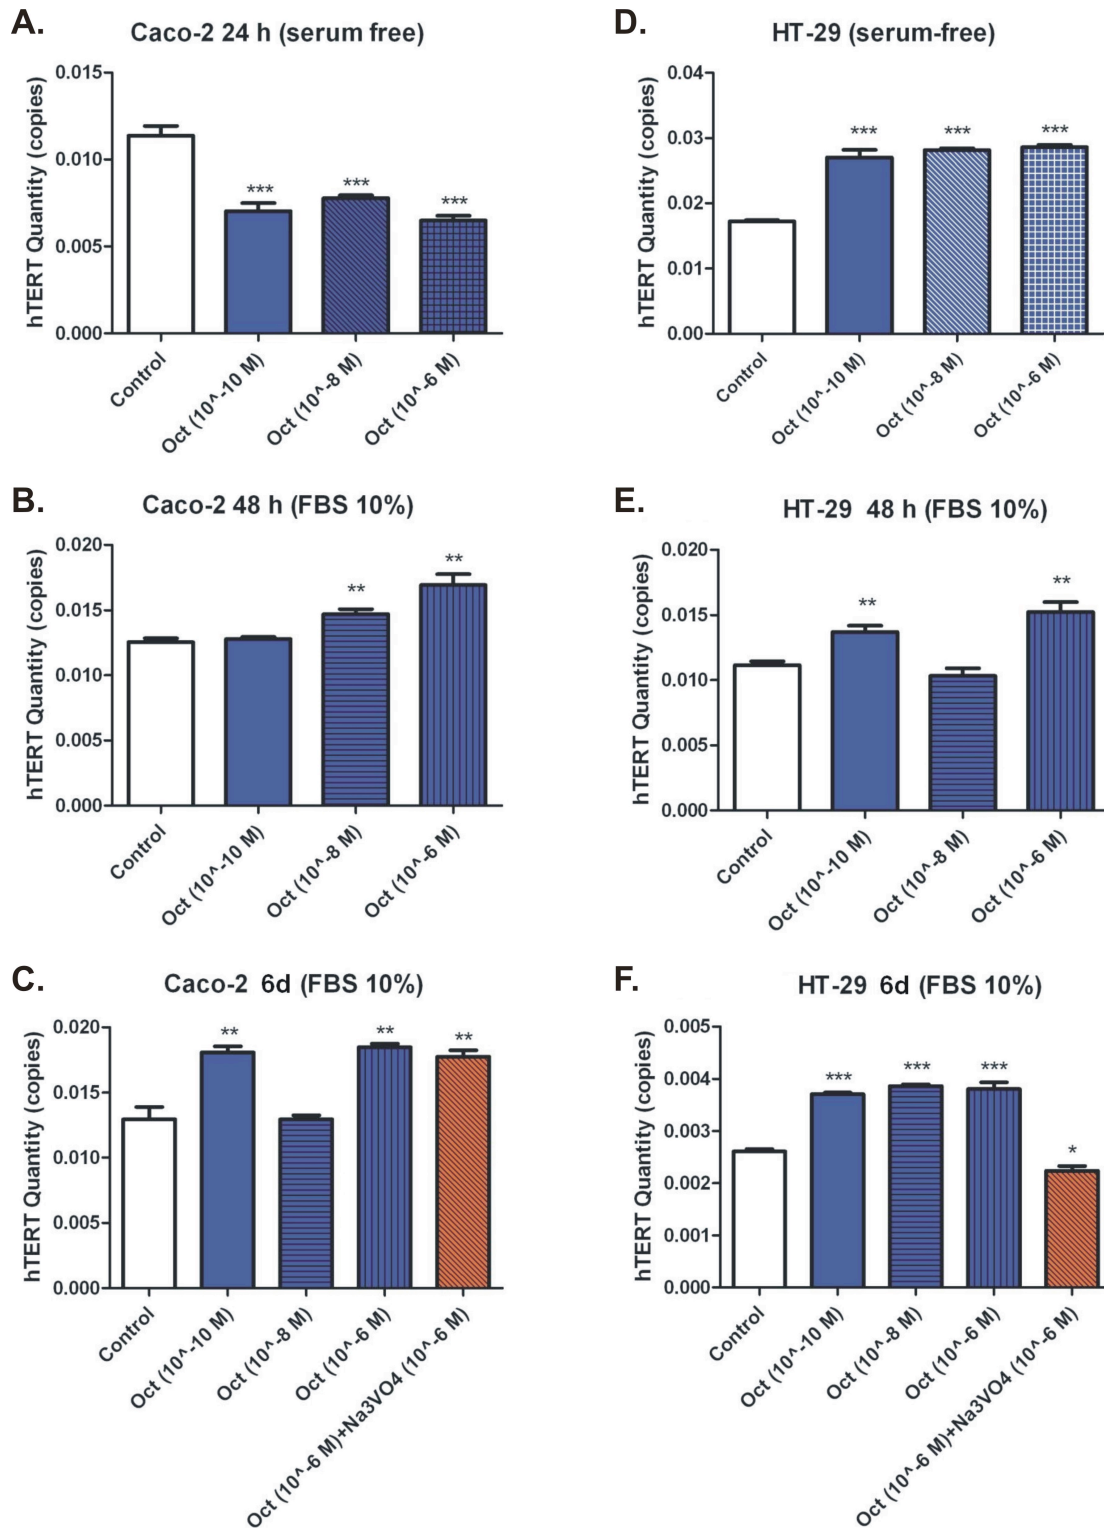 A.
Caco-2 24 h (serum free)
hTERT Quantity (copies)
0.015
0.010
0.005
0.000
***
***
***
Control
Oct (10^-10 M)
Oct (10^-8 M)
Oct (10^-6 M)
D.
HT-29 (serum-free)
hTERT Quantity (copies)
0.04
0.03
0.02
0.01
0.00
***
***
***
Control
Oct (10^-10 M)
Oct (10^-8 M)
Oct (10^-6 M)
B.
Caco-2 48 h (FBS 10%)
hTERT Quantity (copies)
0.020
0.015
0.010
0.005
0.000
**
**
Control
Oct (10^-10 M)
Oct (10^-8 M)
Oct (10^-6 M)
E.
HT-29 48 h (FBS 10%)
hTERT Quantity (copies)
0.020
0.015
0.010
0.005
0.000
**
**
Control
Oct (10^-10 M)
Oct (10^-8 M)
Oct (10^-6 M)
C.
Caco-2 6d (FBS 10%)
hTERT Quantity (copies)
0.020
0.015
0.010
0.005
0.000
**
**
**
Control
Oct (10^-10 M)
Oct (10^-8 M)
Oct (10^-6 M)
Oct (10^-6 M)+Na3VO4 (10^-6 M)
F.
HT-29 6d (FBS 10%)
hTERT Quantity (copies)
0.005
0.004
0.003
0.002
0.001
0.000
***
***
***
*
Control
Oct (10^-10 M)
Oct (10^-8 M)
Oct (10^-6 M)
Oct (10^-6 M)+Na3VO4 (10^-6 M)